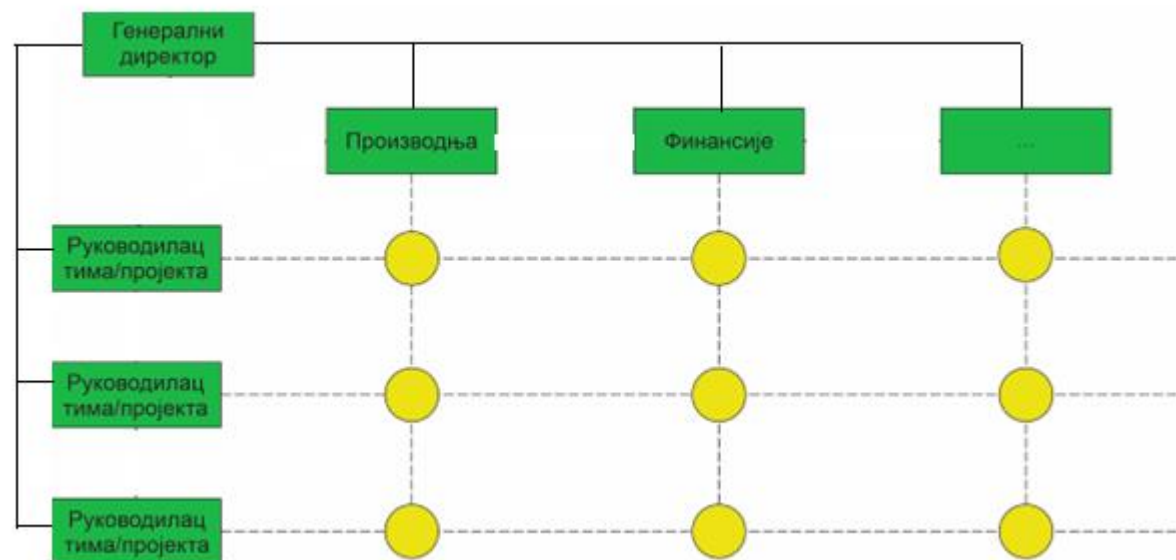 Генерални
директор
Производња
Финансије
...
Руководилац
тима/пројекта
Руководилац
тима/пројекта
Руководилац
тима/пројекта